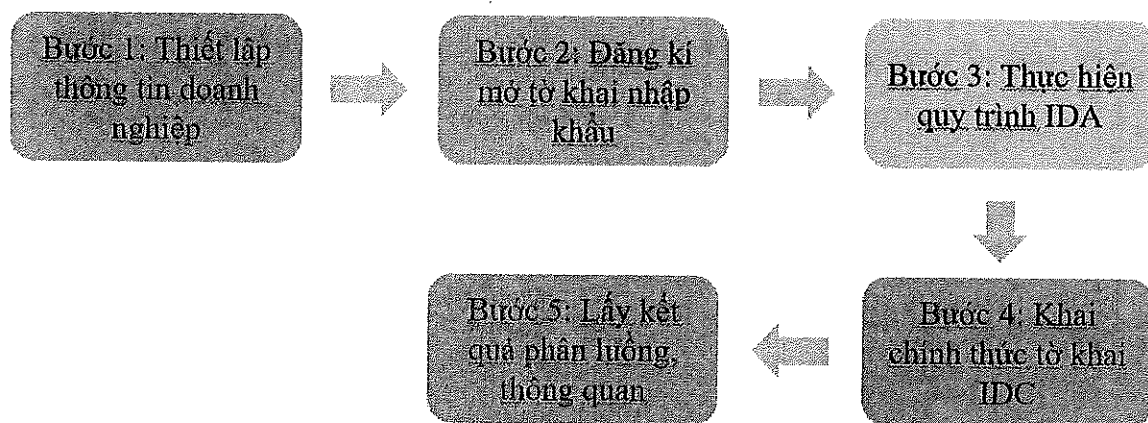 Bước 1: Thiết lập
thông tin doanh
nghiệp
Bước 2: Đăng kí
mở tờ khai nhập
khẩu
Bước 3: Thực hiện
quy trình IDA
Bước 4: Khai
chính thức tờ khai
IDC
Bước 5: Lấy kết
quả phân luồng,
thông quan